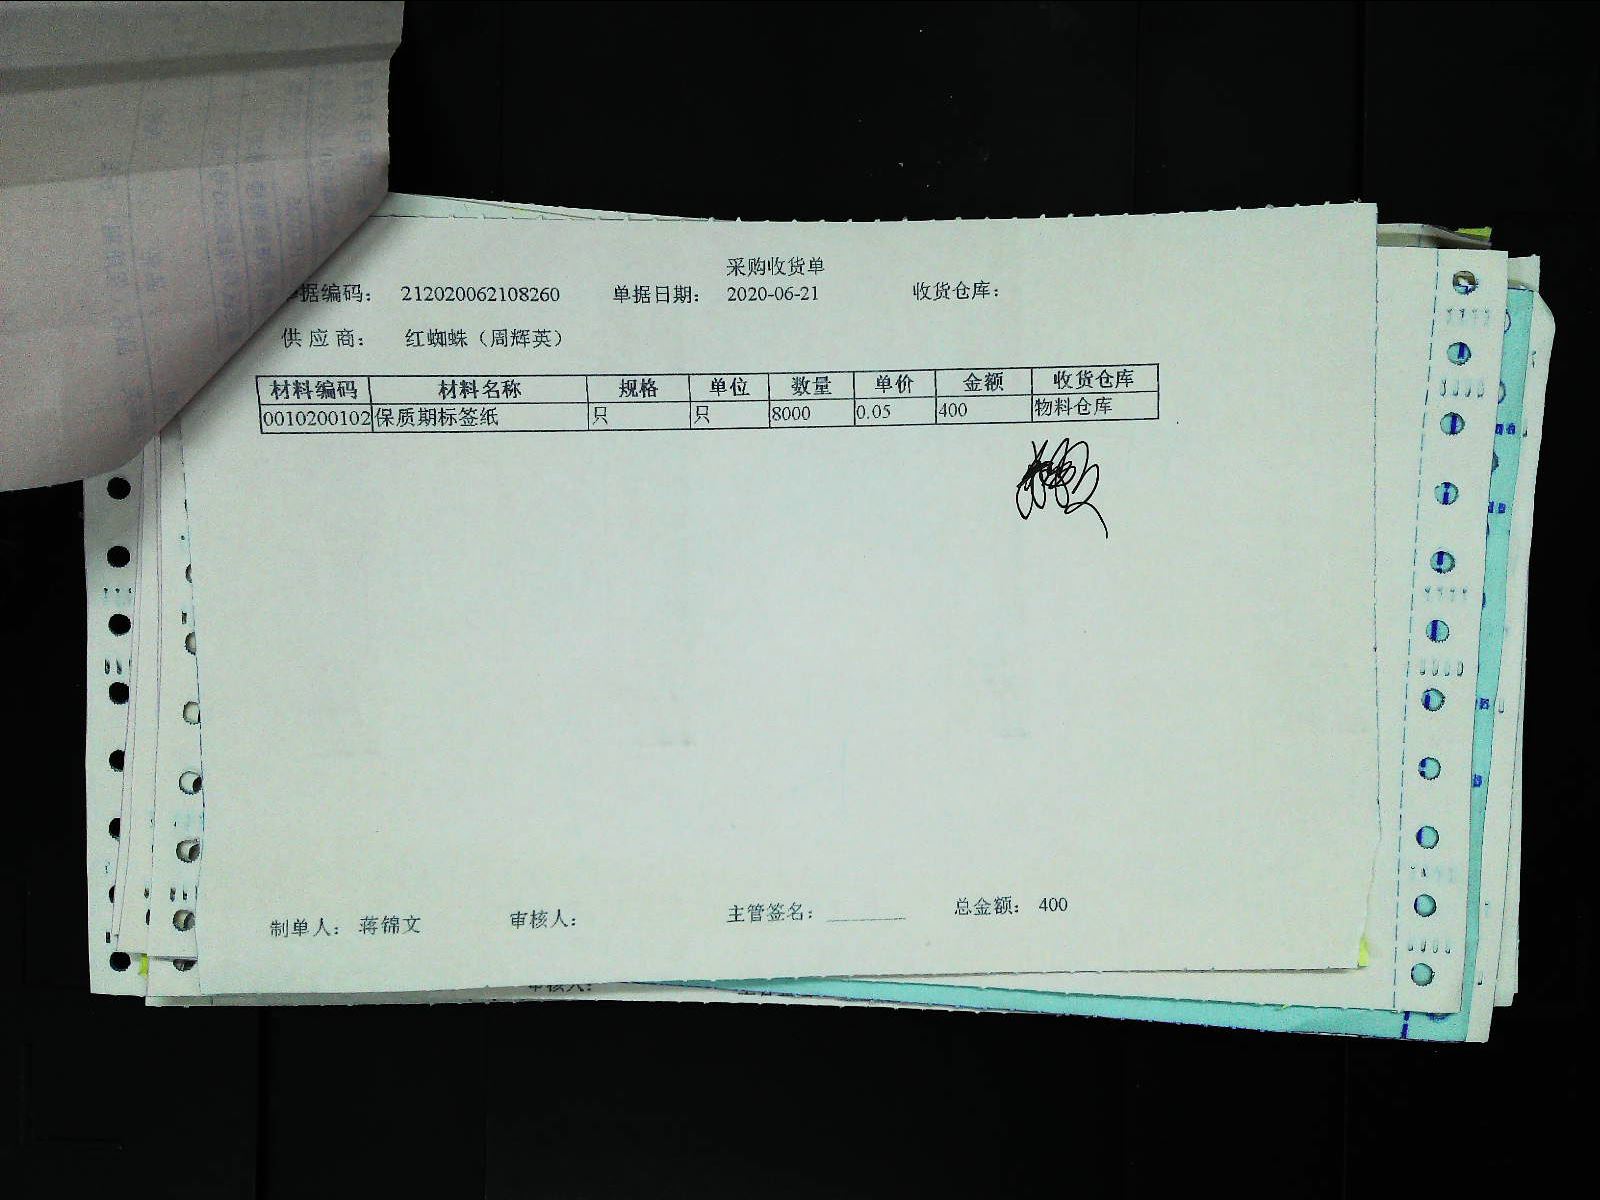 采购收货单
单据编码： 212020062108260 单据日期： 2020-06-21 收货仓库：
供应商： 红蜘蛛（周辉英）
材料编码 材料名称 规格 单位 数量 单价 金额 收货仓库
0010200102 保质期标签纸 只 只 8000 0.05 400 物料仓库
制单人： 蒋锦文 审核人： 主管签名： 总金额： 400
审核人：